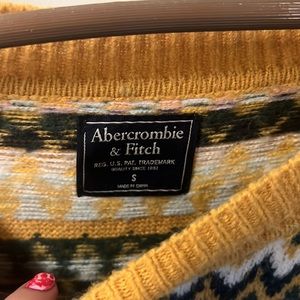 Abercrombie
& Fitch
REG. U.S. PAT. TRADEMARK
QUALITY SINCE 1892
S
MADE IN CHINA